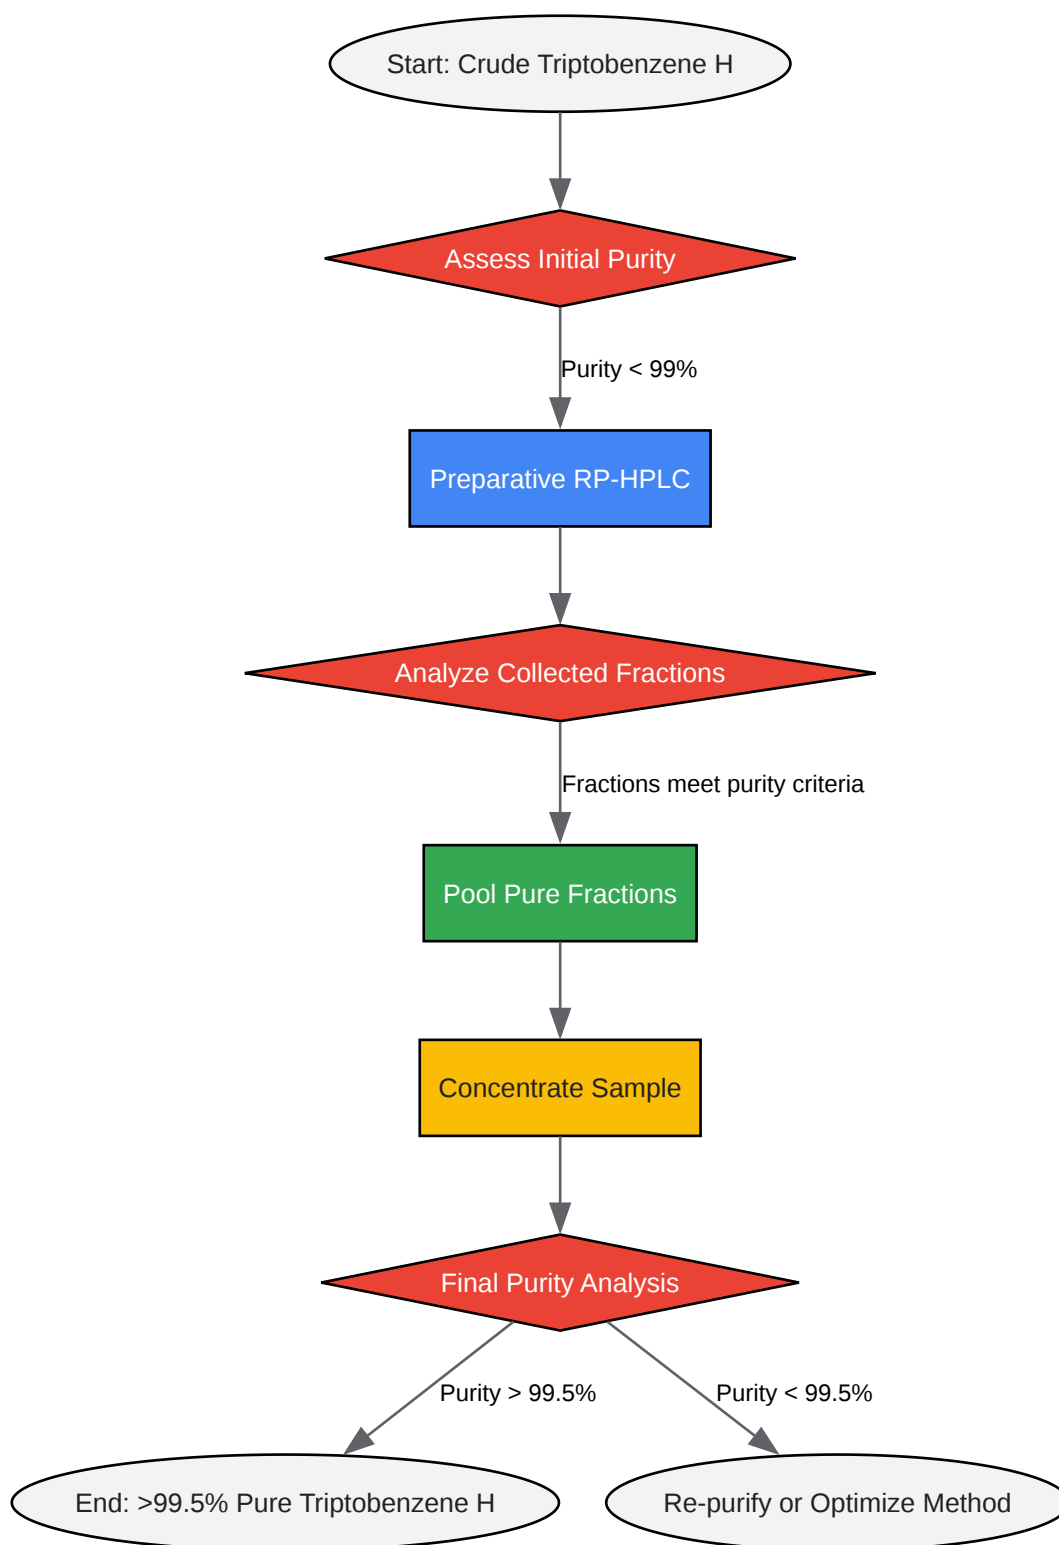 Start: Crude Triptobenzene H
Assess Initial Purity
Purity < 99%
Preparative RP-HPLC
Analyze Collected Fractions
Fractions meet purity criteria
Pool Pure Fractions
Concentrate Sample
Final Purity Analysis
Purity > 99.5%
Purity < 99.5%
End: >99.5% Pure Triptobenzene H
Re-purify or Optimize Method